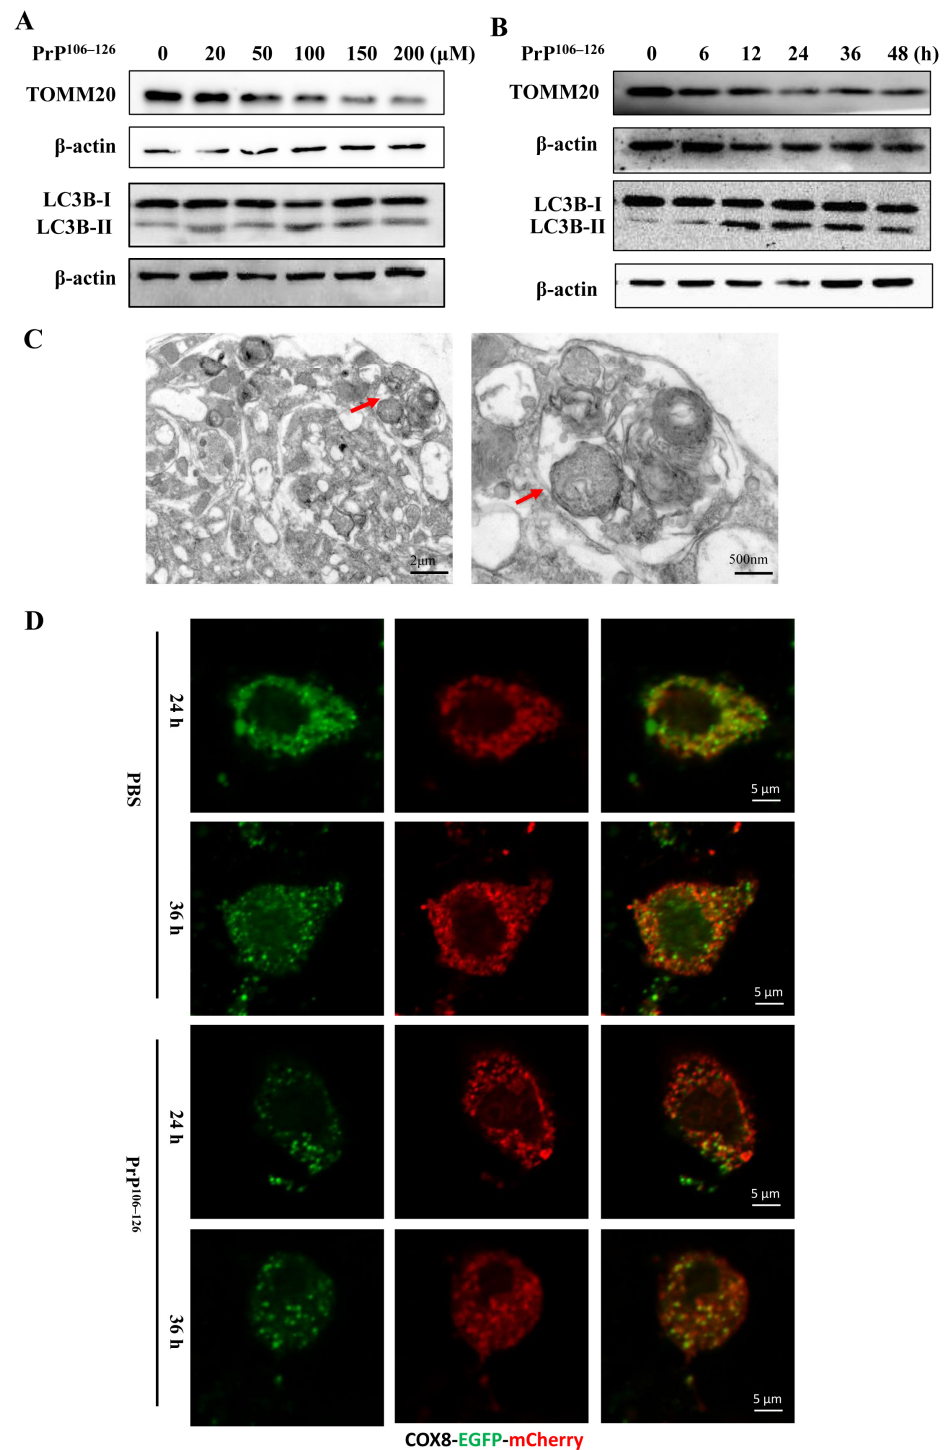 A
PrP106–126 0 20 50 100 150 200 (μM)
TOMM20
β-actin
LC3B-I
LC3B-II
β-actin
B
PrP106–126 0 6 12 24 36 48 (h)
TOMM20
β-actin
LC3B-I
LC3B-II
β-actin
C
2μm
500nm
D
PBS
24 h
5 μm
36 h
5 μm
PrP106–126
24 h
5 μm
36 h
5 μm
COX8-EGFP-mCherry